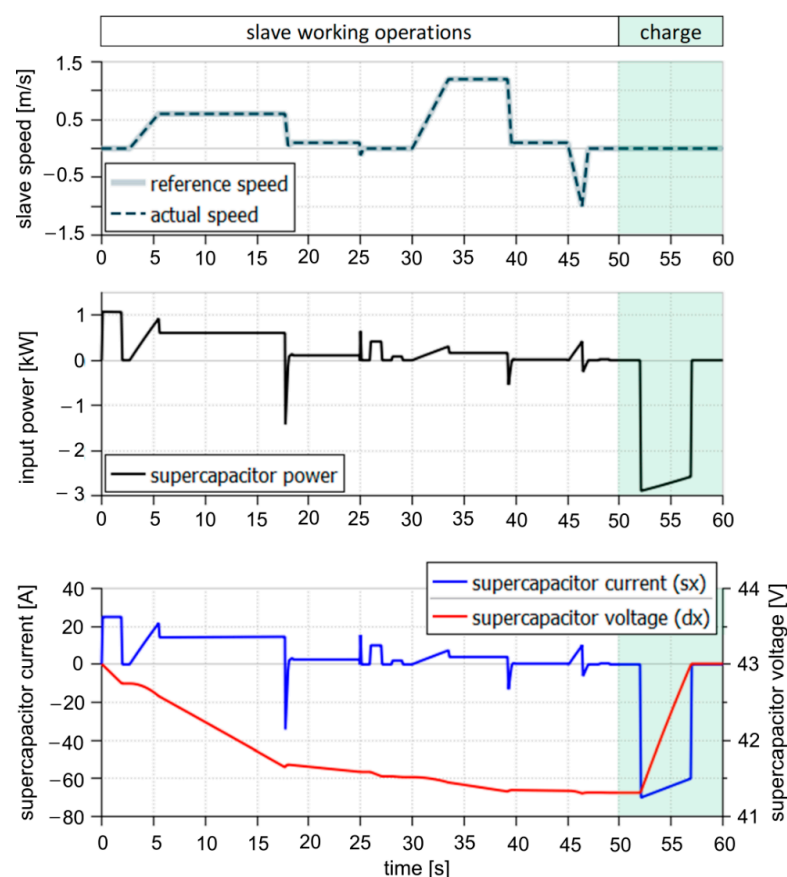 slave working operations charge
slave speed [m/s]
1.5
0.5
−0.5
−1.5
reference speed
actual speed
0 5 10 15 20 25 30 35 40 45 50 55 60
input power [kW]
1
0
−1
−2
−3
supercapacitor power
0 5 10 15 20 25 30 35 40 45 50 55 60
supercapacitor current [A]
40
20
0
−20
−40
−60
−80
supercapacitor current (sx)
supercapacitor voltage (dx)
44
43
42
41
supercapacitor voltage [V]
0 5 10 15 20 25 30 35 40 45 50 55 60
time [s]